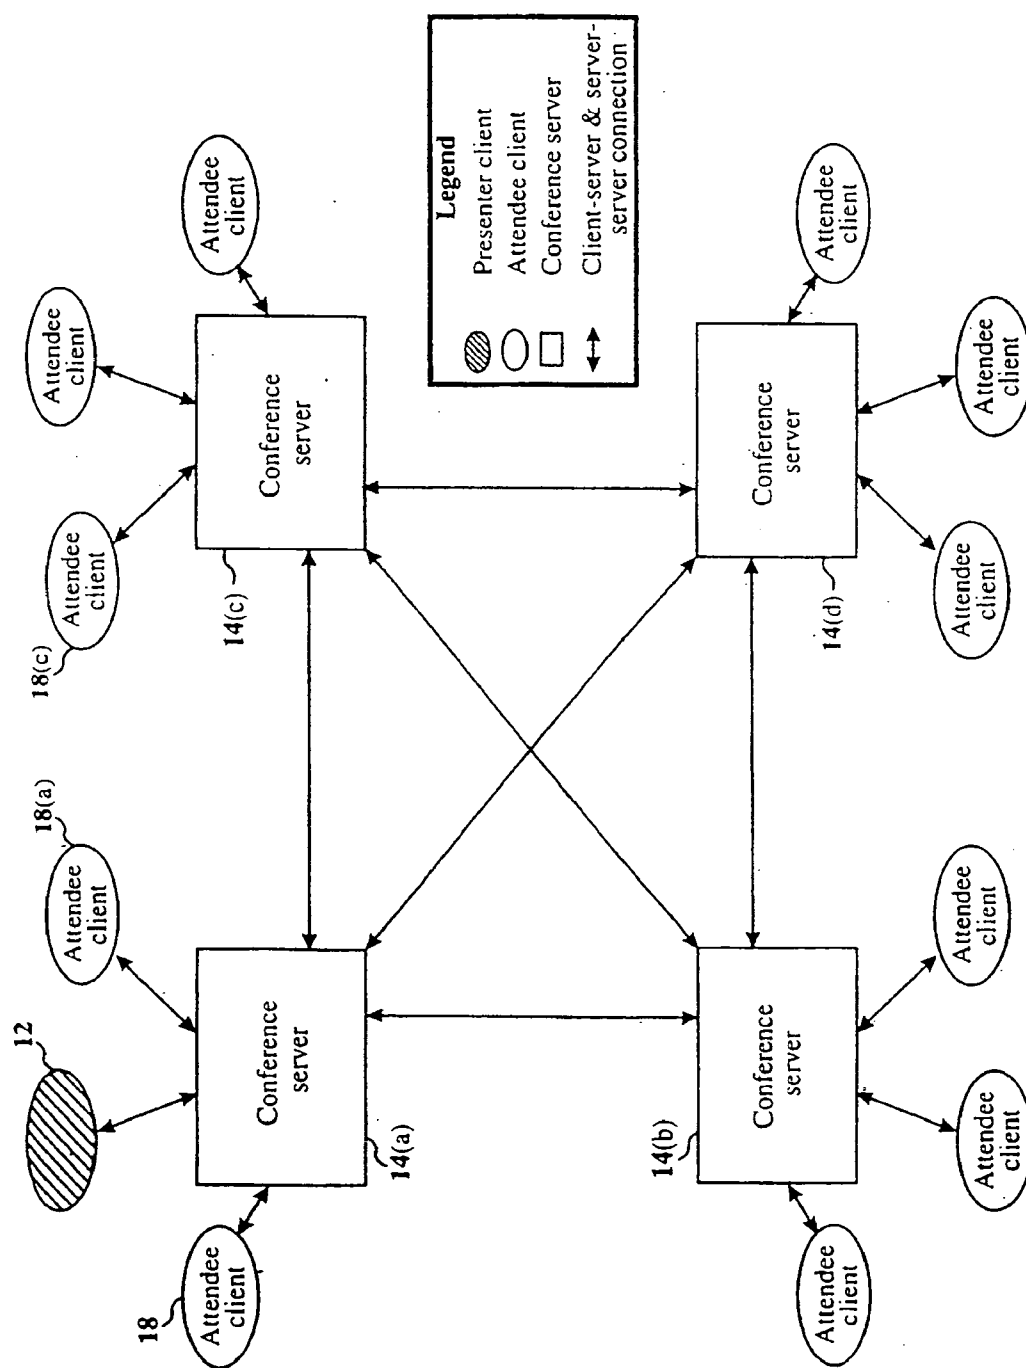 12
18(a)
Attendee
client
18(c)
Attendee
client
Attendee
client
18
Attendee
client
Conference
server
14(a)
Conference
server
14(c)
Attendee
client
Legend
Presenter client
Attendee client
Conference server
Client-server & server-
server connection
Attendee
client
14(b)
Conference
server
14(d)
Conference
server
Attendee
client
Attendee
client
Attendee
client
Attendee
client
Attendee
client